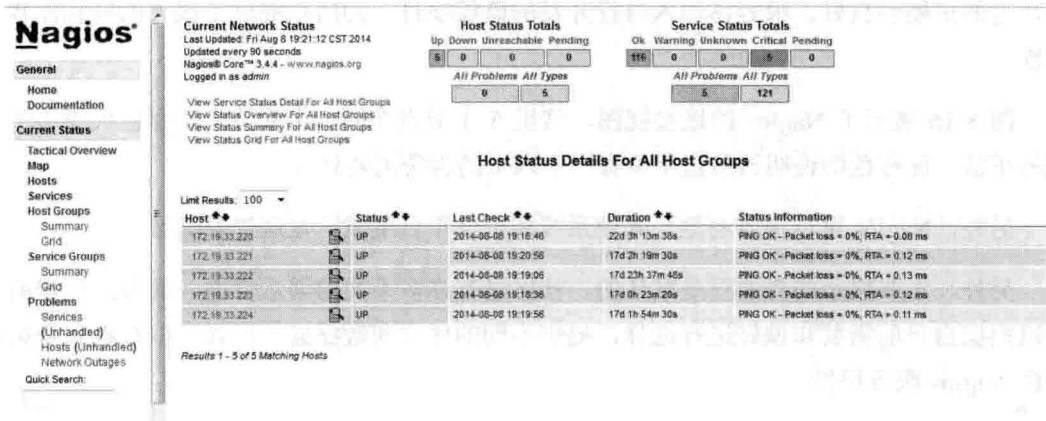 Nagios®
General
Home
Documentation
Current Status
Tactical Overview
Map
Hosts
Services
Host Groups
Summary
Grid
Service Groups
Summary
Grid
Problems
Services
(Unhandled)
Hosts (Unhandled)
Network Outages
Quick Search:
Current Network Status
Last Updated: Fri Aug 8 19:21:12 CST 2014
Updated every 90 seconds
Nagios® Core™ 3.4.4 - www.nagios.org
Logged in as admin
View Service Status Detail For All Host Groups
View Status Overview For All Host Groups
View Status Summary For All Host Groups
View Status Grid For All Host Groups
Host Status Totals
Up Down Unreachable Pending
5 0 0 0
All Problems All Types
0 5
Service Status Totals
Ok Warning Unknown Critical Pending
116 0 0 5 0
All Problems All Types
5 121
Host Status Details For All Host Groups
Limit Results: 100
Host Status Last Check Duration Status Information
172.19.33.220 UP 2014-08-08 19:18:46 22d 3h 13m 38s PING OK - Packet loss = 0%, RTA = 0.08 ms
172.19.33.221 UP 2014-08-08 19:20:56 17d 2h 19m 30s PING OK - Packet loss = 0%, RTA = 0.12 ms
172.19.33.222 UP 2014-08-08 19:19:06 17d 23h 37m 48s PING OK - Packet loss = 0%, RTA = 0.13 ms
172.19.33.223 UP 2014-08-08 19:18:36 17d 0h 23m 20s PING OK - Packet loss = 0%, RTA = 0.12 ms
172.19.33.224 UP 2014-08-08 19:19:56 17d 1h 54m 30s PING OK - Packet loss = 0%, RTA = 0.11 ms
Results 1 - 5 of 5 Matching Hosts